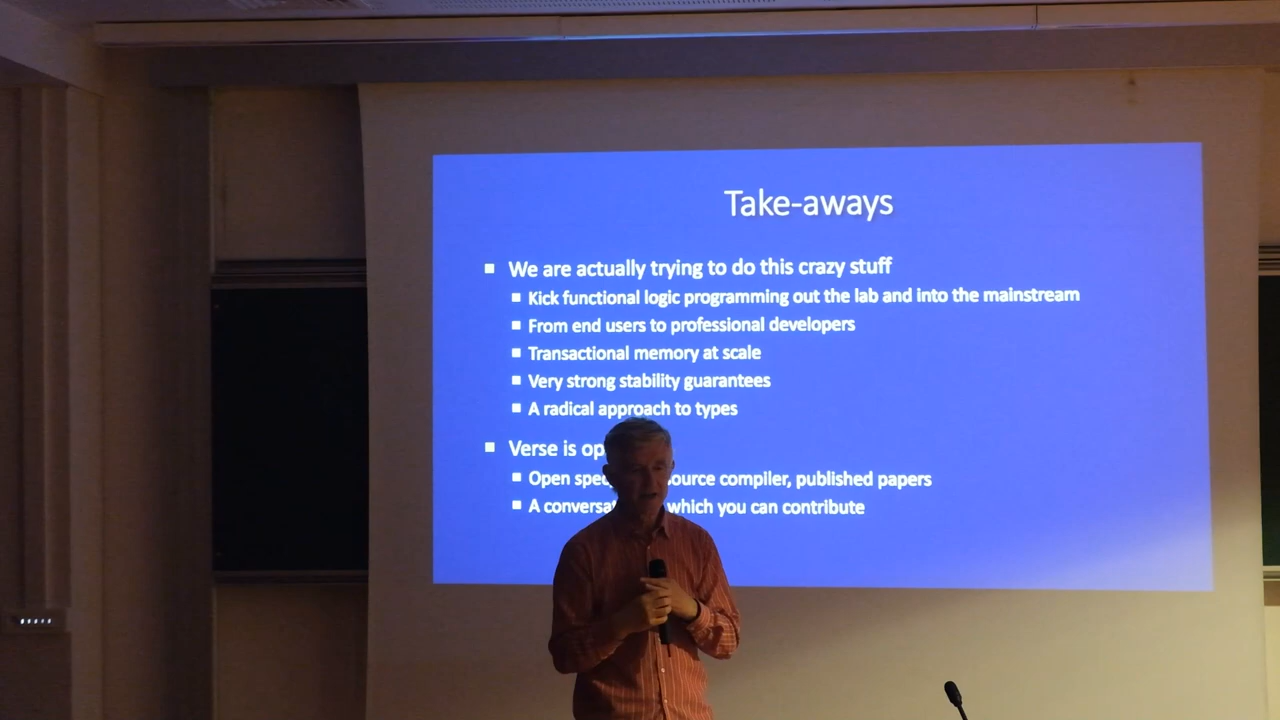 Take-aways
We are actually trying to do this crazy stuff
Kick functional logic programming out the lab and into the mainstream
From end users to professional developers
Transactional memory at scale
Very strong stability guarantees
A radical approach to types
Verse is op
Open spec ource compiler, published papers
A conversat which you can contribute